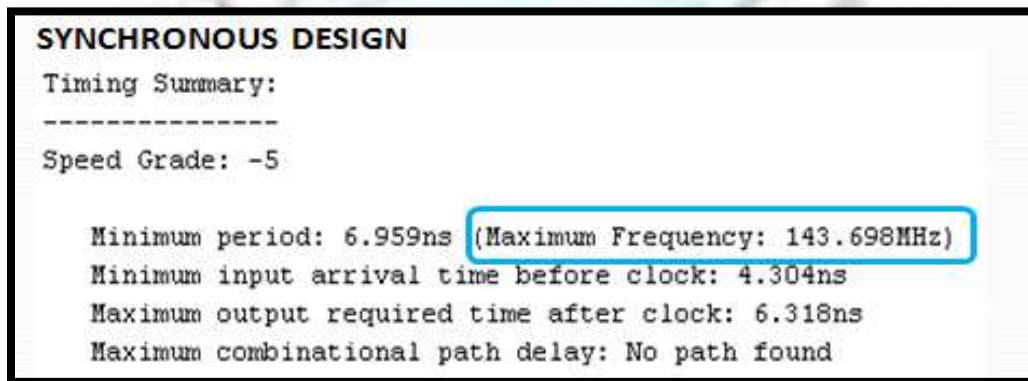 SYNCHRONOUS DESIGN
Timing Summary:
---------------
Speed Grade: -5
Minimum period: 6.959ns (Maximum Frequency: 143.698MHz)
Minimum input arrival time before clock: 4.304ns
Maximum output required time after clock: 6.318ns
Maximum combinational path delay: No path found